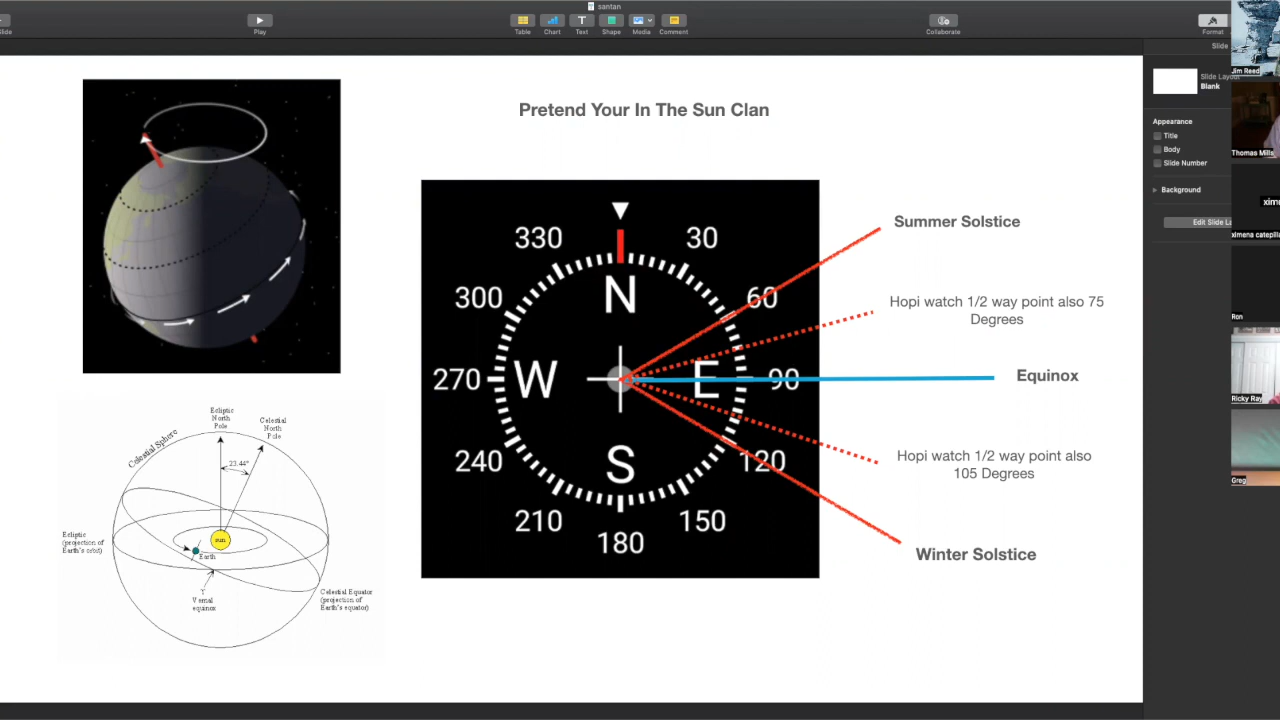 santan
Slide
Play
Table
Chart
Text
Shape
Media
Comment
Collaborate
Format
Slide
Slide Layou
Blank
Appearance
Title
Body
Slide Number
Background
Edit Slide La
Jim Reed
Thomas Mills
xim
ximena catepilla
Ron
Ricky Ray
Greg
Pretend Your In The Sun Clan
330
30
300
N
60
270
W
E
90
240
S
120
210
150
180
Summer Solstice
Hopi watch 1/2 way point also 75
Degrees
Equinox
Hopi watch 1/2 way point also
105 Degrees
Winter Solstice
Ecliptic
North
Pole
Celestial
North
Pole
Celestial Sphere
23.44°
sun
Earth
Ecliptic
(projection of
Earth's orbit)
Vernal
equinox
Celestial Equator
(projection of
Earth's equator)